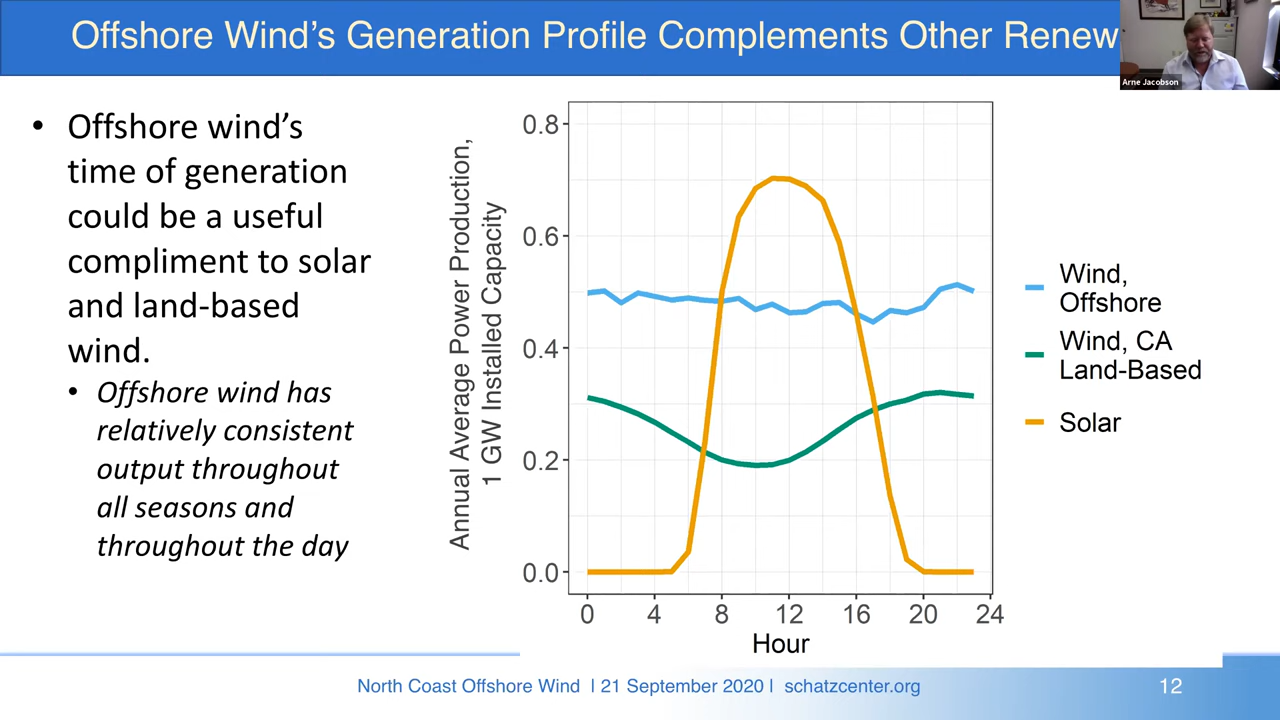 Offshore Wind's Generation Profile Complements Other Renew
Arne Jacobson
• Offshore wind's
time of generation
could be a useful
compliment to solar
and land-based
wind.
• Offshore wind has
relatively consistent
output throughout
all seasons and
throughout the day
Annual Average Power Production,
1 GW Installed Capacity
0.8
0.6
0.4
0.2
0.0
0 4 8 12 16 20 24
Hour
Wind,
Offshore
Wind, CA
Land-Based
Solar
North Coast Offshore Wind | 21 September 2020 | schatzcenter.org
12